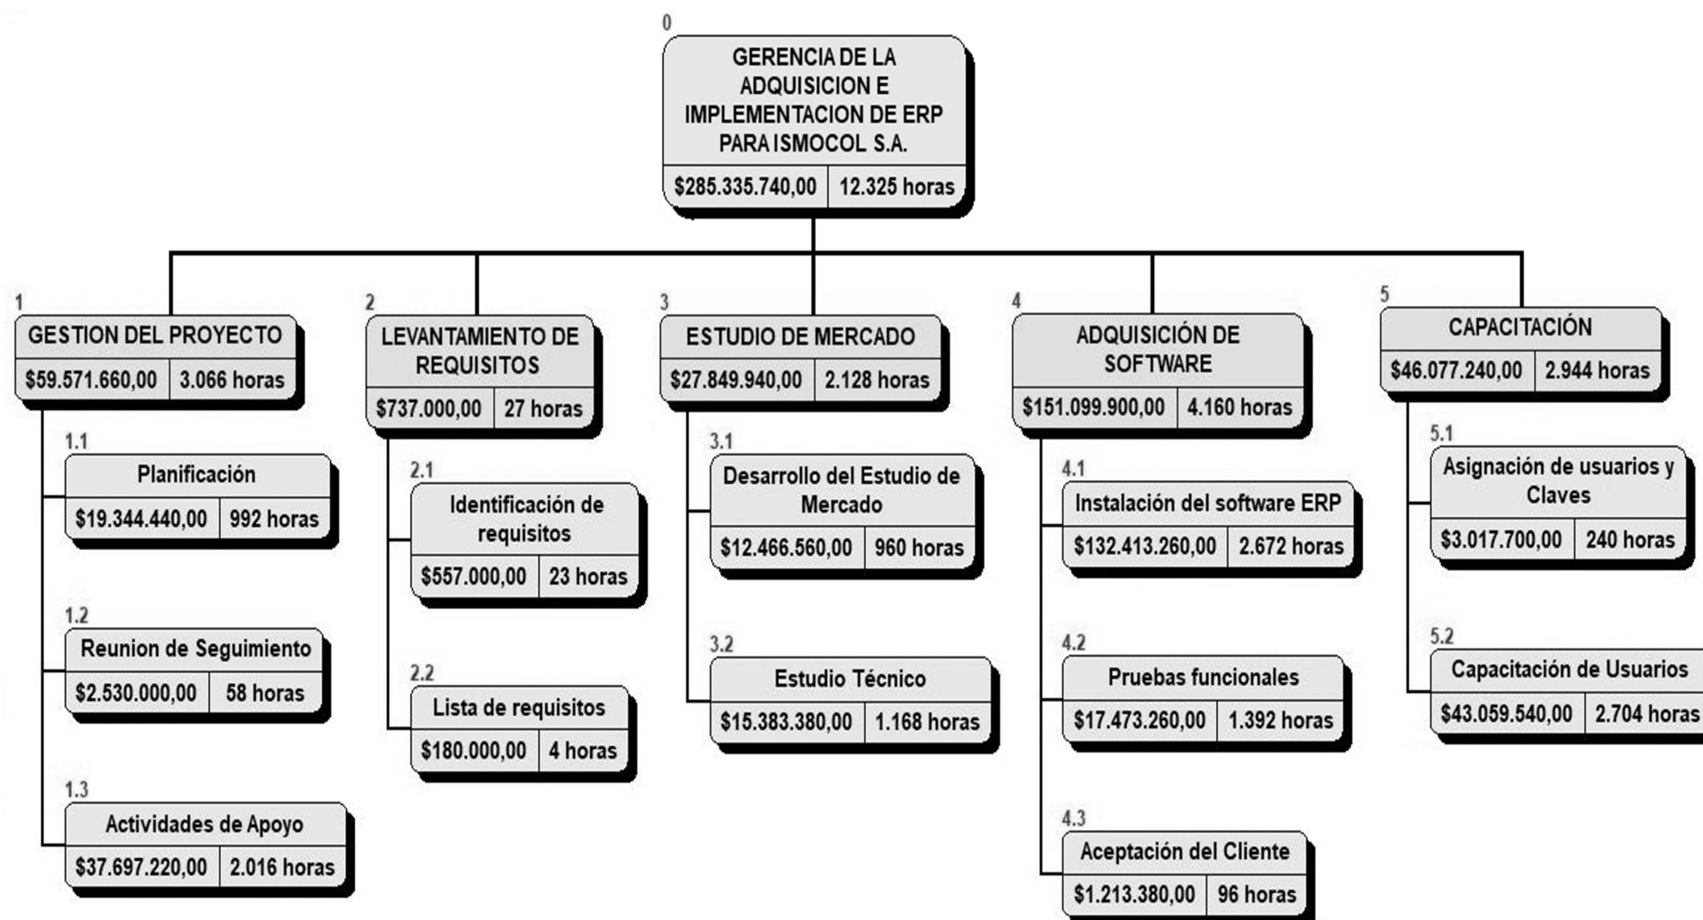 0
GERENCIA DE LA
ADQUISICION E
IMPLEMENTACION DE ERP
PARA ISMOCOL S.A.
$285.335.740,00 12.325 horas
1
GESTION DEL PROYECTO
$59.571.660,00 3.066 horas
1.1
Planificación
$19.344.440,00 992 horas
1.2
Reunion de Seguimiento
$2.530.000,00 58 horas
1.3
Actividades de Apoyo
$37.697.220,00 2.016 horas
2
LEVANTAMIENTO DE
REQUISITOS
$737.000,00 27 horas
2.1
Identificación de
requisitos
$557.000,00 23 horas
2.2
Lista de requisitos
$180.000,00 4 horas
3
ESTUDIO DE MERCADO
$27.849.940,00 2.128 horas
3.1
Desarrollo del Estudio de
Mercado
$12.466.560,00 960 horas
3.2
Estudio Técnico
$15.383.380,00 1.168 horas
4
ADQUISICIÓN DE
SOFTWARE
$151.099.900,00 4.160 horas
4.1
Instalación del software ERP
$132.413.260,00 2.672 horas
4.2
Pruebas funcionales
$17.473.260,00 1.392 horas
4.3
Aceptación del Cliente
$1.213.380,00 96 horas
5
CAPACITACIÓN
$46.077.240,00 2.944 horas
5.1
Asignación de usuarios y
Claves
$3.017.700,00 240 horas
5.2
Capacitación de Usuarios
$43.059.540,00 2.704 horas